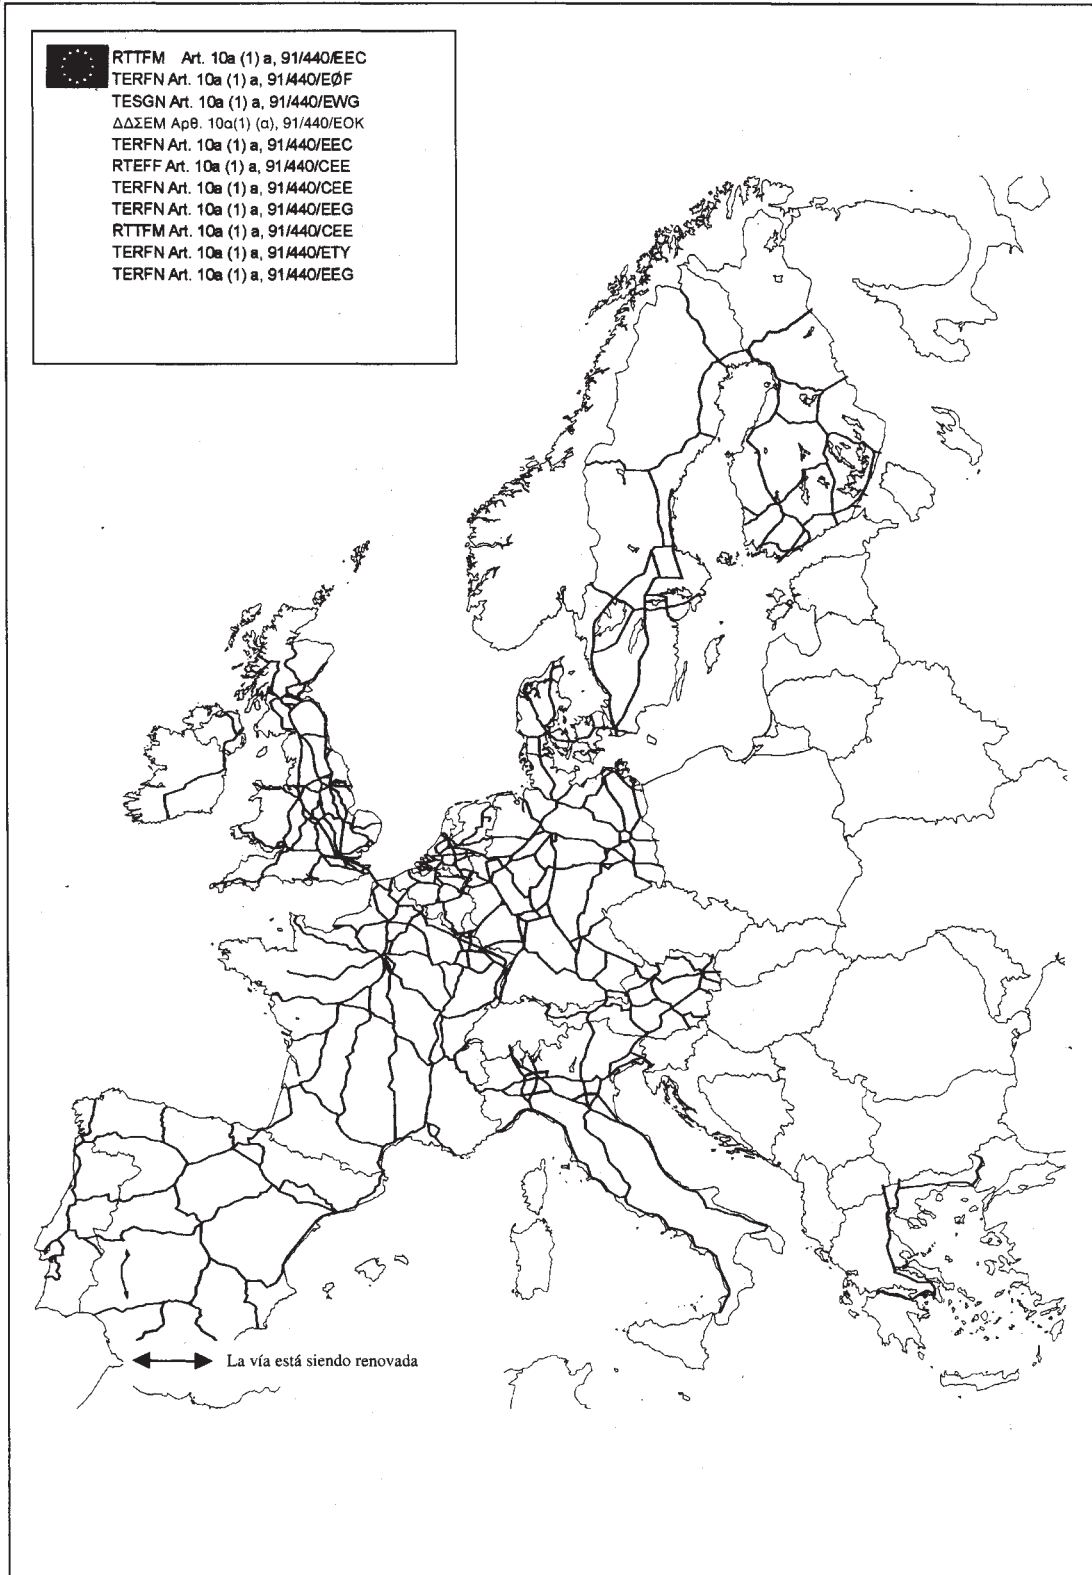 RTTFM Art. 10a (1) a, 91/440/EEC
TERFN Art. 10a (1) a, 91/440/EØF
TESGN Art. 10a (1) a, 91/440/EWG
ΔΔΣΕΜ Αρθ. 10α(1) (α), 91/440/ΕΟΚ
TERFN Art. 10a (1) a, 91/440/EEC
RTEFF Art. 10a (1) a, 91/440/CEE
TERFN Art. 10a (1) a, 91/440/CEE
TERFN Art. 10a (1) a, 91/440/EEG
RTTFM Art. 10a (1) a, 91/440/CEE
TERFN Art. 10a (1) a, 91/440/ETY
TERFN Art. 10a (1) a, 91/440/EEG
La vía está siendo renovada